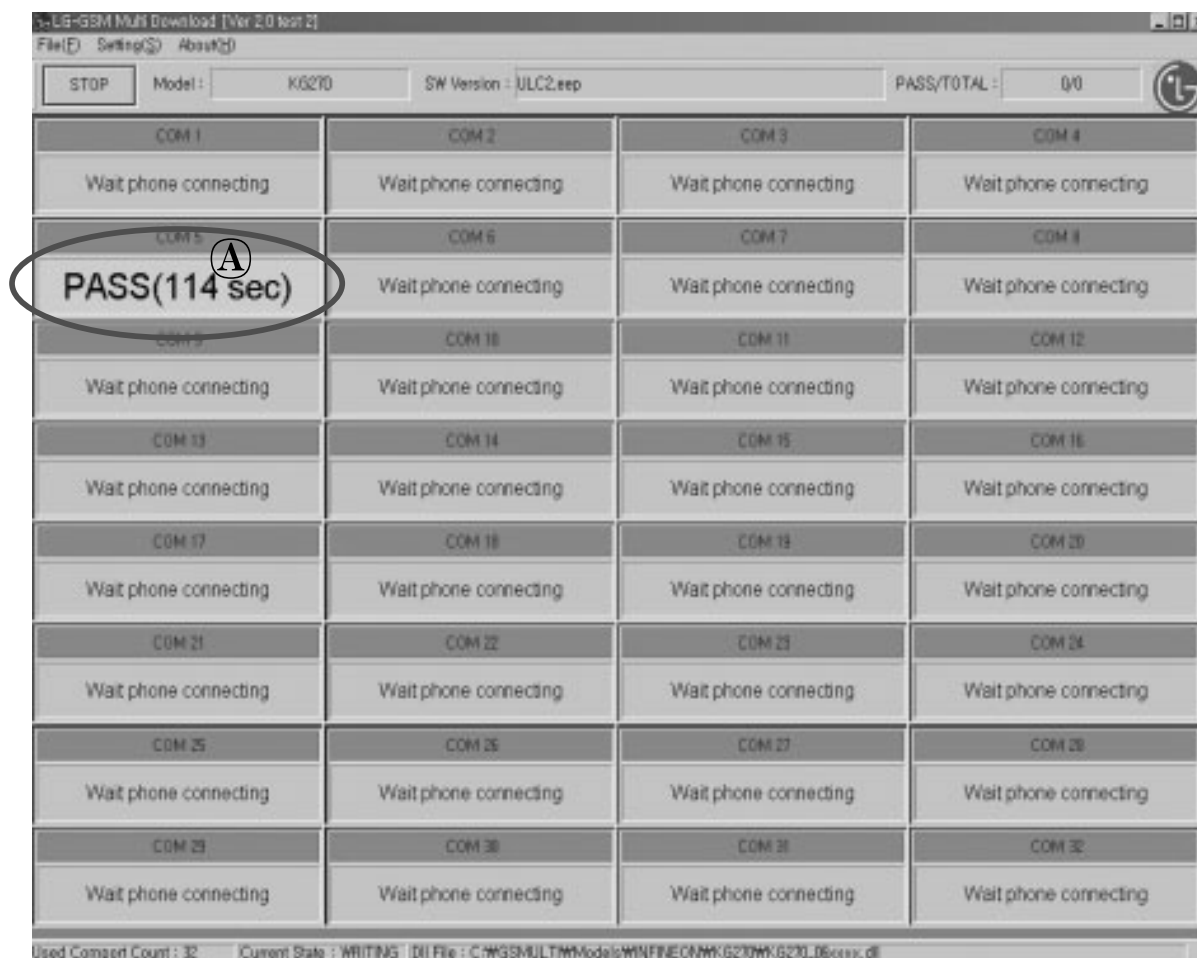 LG-GSM Multi Download [Ver 2,0 test 2]
File(F) Setting(S) About(H)
STOP Model : KG270 SW Version : ULC2.eep PASS/TOTAL : 0/0
COM 1 COM 2 COM 3 COM 4
Wait phone connecting Wait phone connecting Wait phone connecting Wait phone connecting
COM 5 COM 6 COM 7 COM 8
A
PASS(114 sec) Wait phone connecting Wait phone connecting Wait phone connecting
COM 9 COM 10 COM 11 COM 12
Wait phone connecting Wait phone connecting Wait phone connecting Wait phone connecting
COM 13 COM 14 COM 15 COM 16
Wait phone connecting Wait phone connecting Wait phone connecting Wait phone connecting
COM 17 COM 18 COM 19 COM 20
Wait phone connecting Wait phone connecting Wait phone connecting Wait phone connecting
COM 21 COM 22 COM 23 COM 24
Wait phone connecting Wait phone connecting Wait phone connecting Wait phone connecting
COM 25 COM 26 COM 27 COM 28
Wait phone connecting Wait phone connecting Wait phone connecting Wait phone connecting
COM 29 COM 30 COM 31 COM 32
Wait phone connecting Wait phone connecting Wait phone connecting Wait phone connecting
Used Comport Count : 32 Current State : WRITING Dll File : C:₩GSMULTI₩Models₩INFINEON₩KG270₩